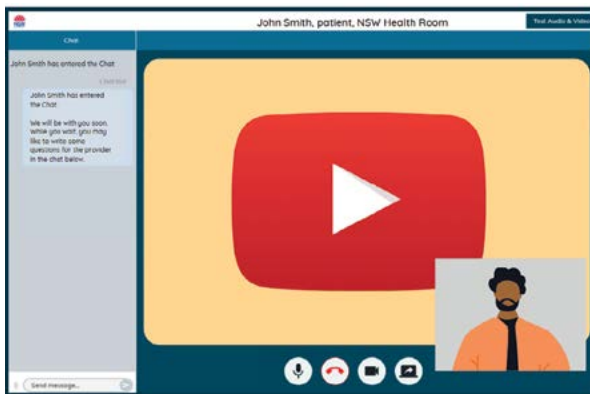 John Smith, patient, NSW Health Room
Test Audio & Video
Chat
John Smith has entered the Chat
John Smith has entered
the Chat.
We will be with you soon.
While you wait, you may
like to write some
questions for the provider
in the chat below.
Send message...